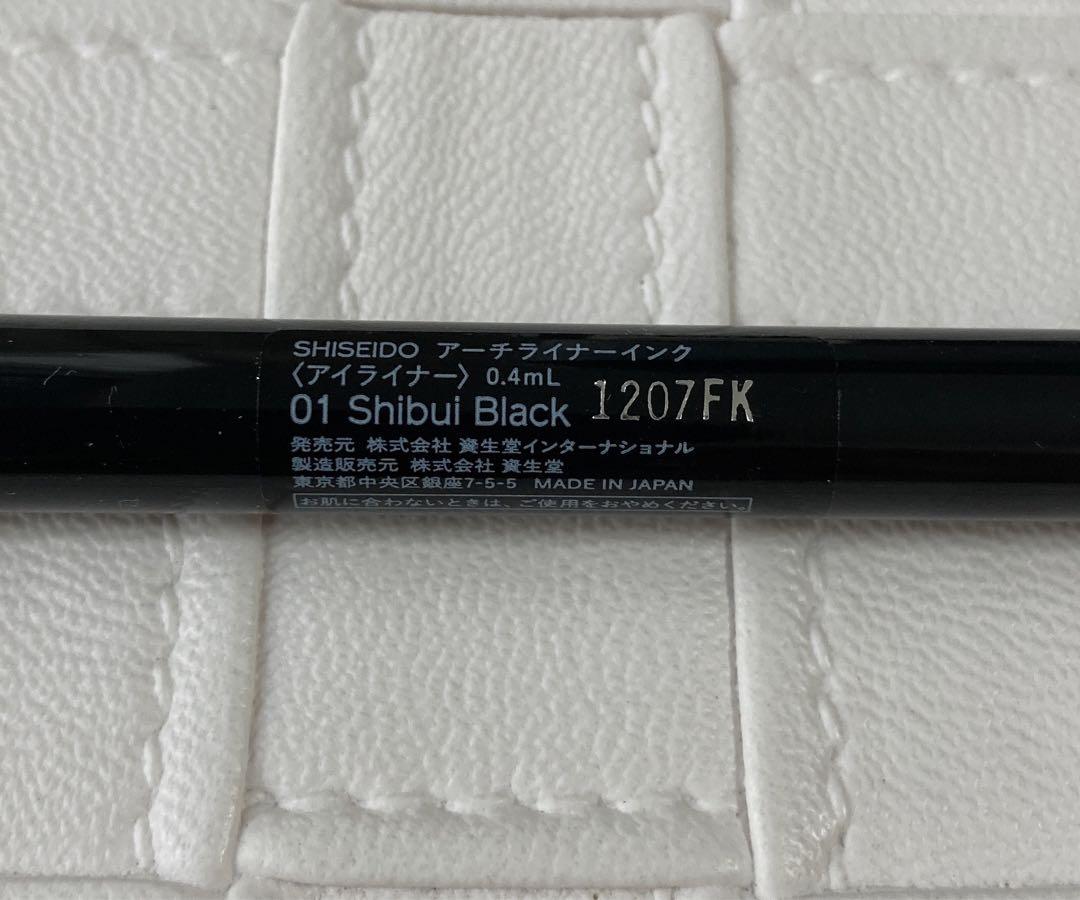 SHISEIDO アーチライナーインク
〈アイライナー〉 0.4mL
01 Shibui Black 1207FK
発売元 株式会社 資生堂インターナショナル
製造販売元 株式会社 資生堂
東京都中央区銀座7-5-5 MADE IN JAPAN
お肌に合わないときは、ご使用をおやめください。